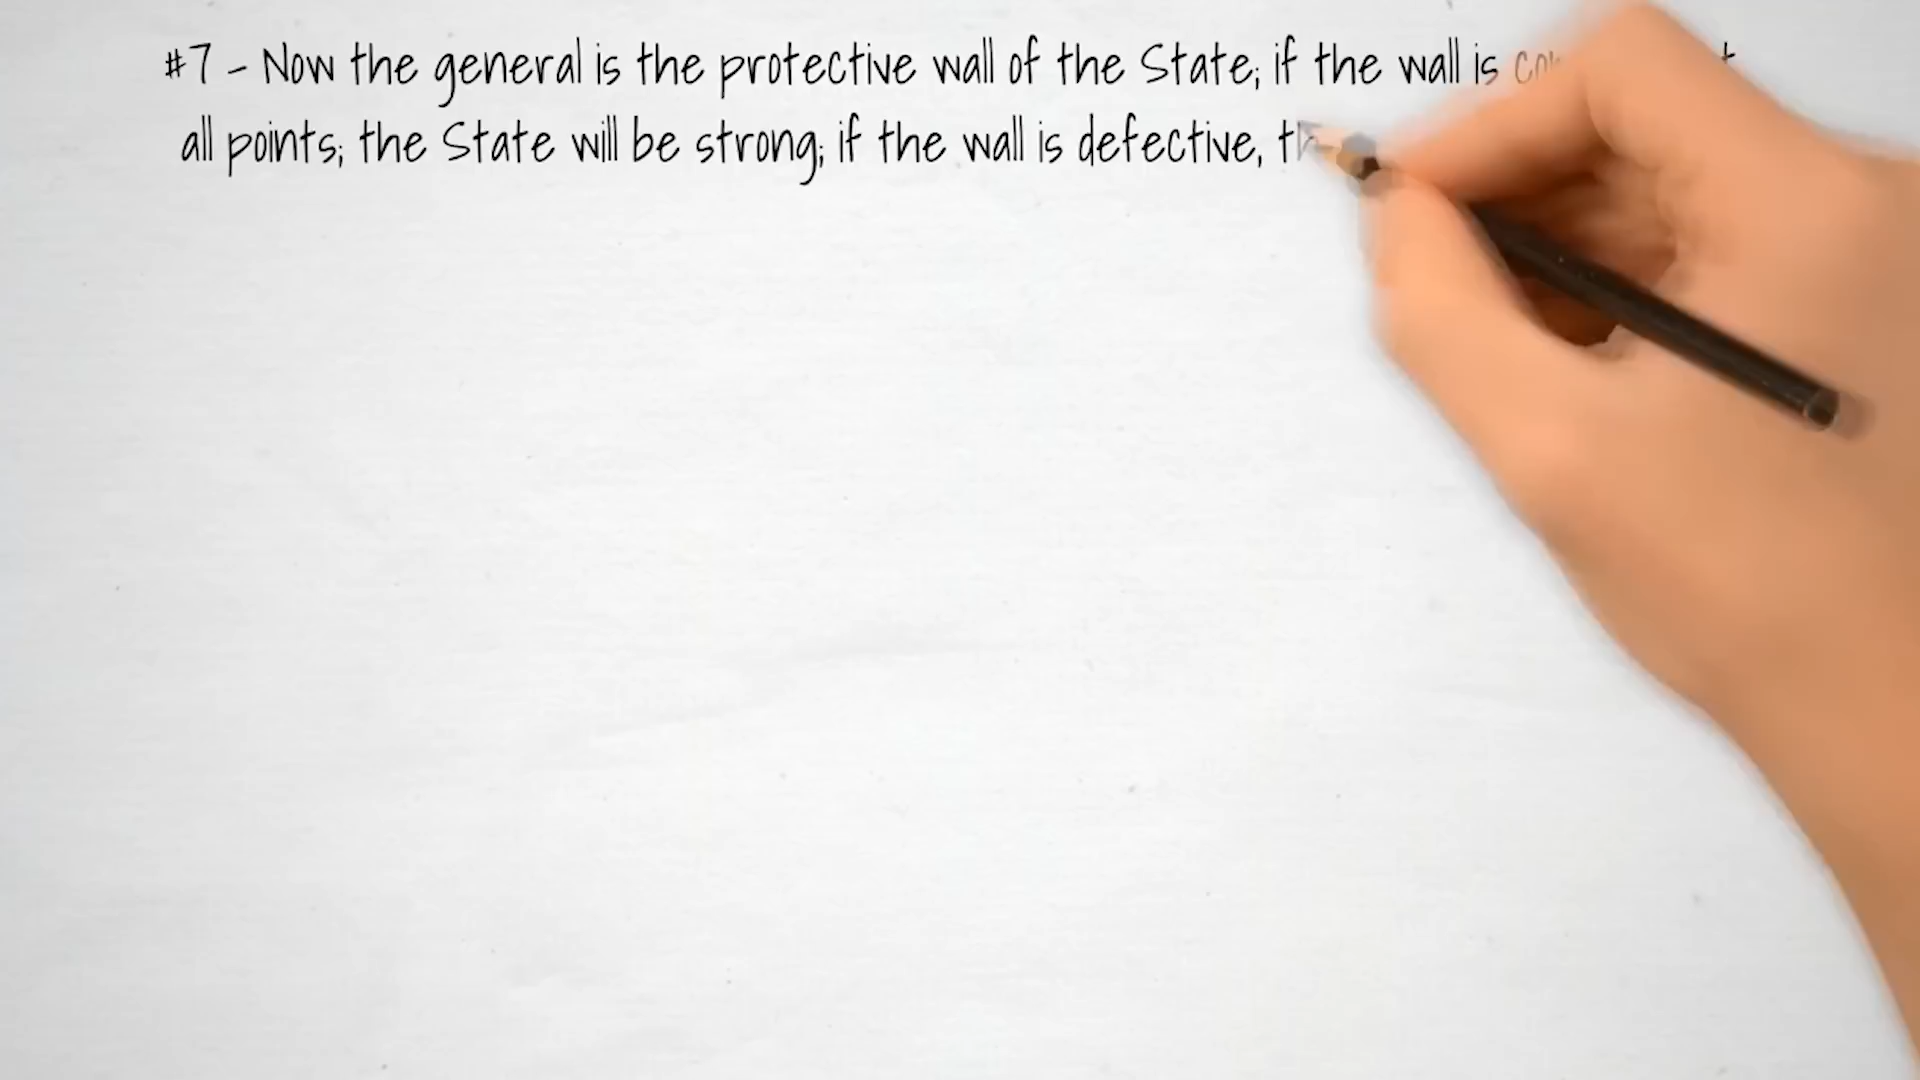 #7 - Now the general is the protective wall of the State; if the wall is
all points; the State will be strong; if the wall is defective,